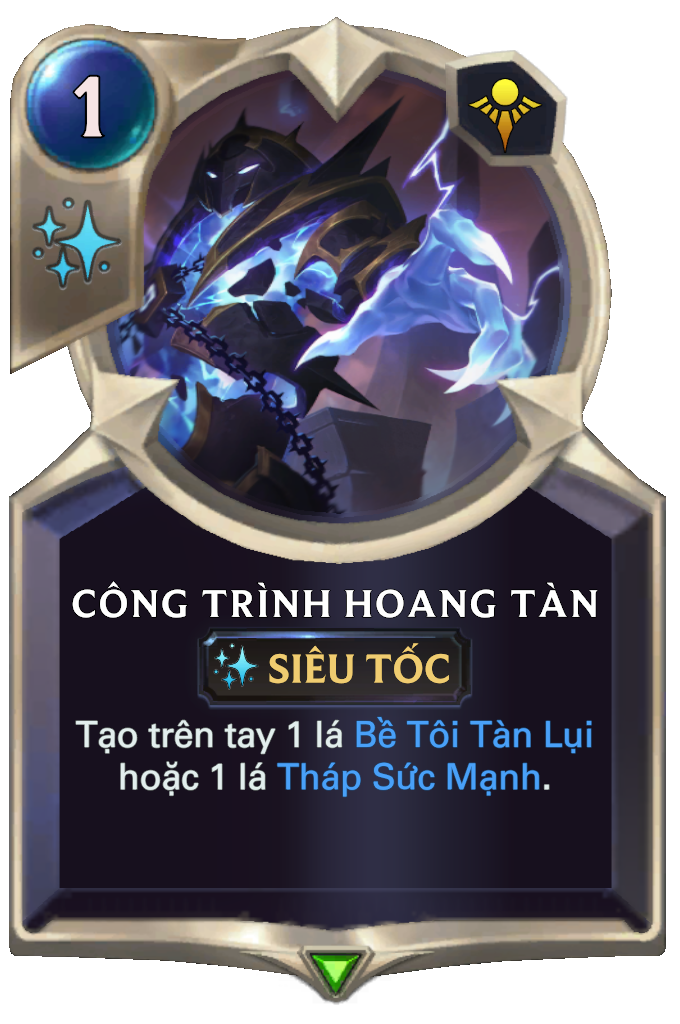 1
CÔNG TRÌNH HOANG TÀN
SIÊU TỐC
Tạo trên tay 1 lá Bề Tôi Tàn Lụi
hoặc 1 lá Tháp Sức Mạnh.